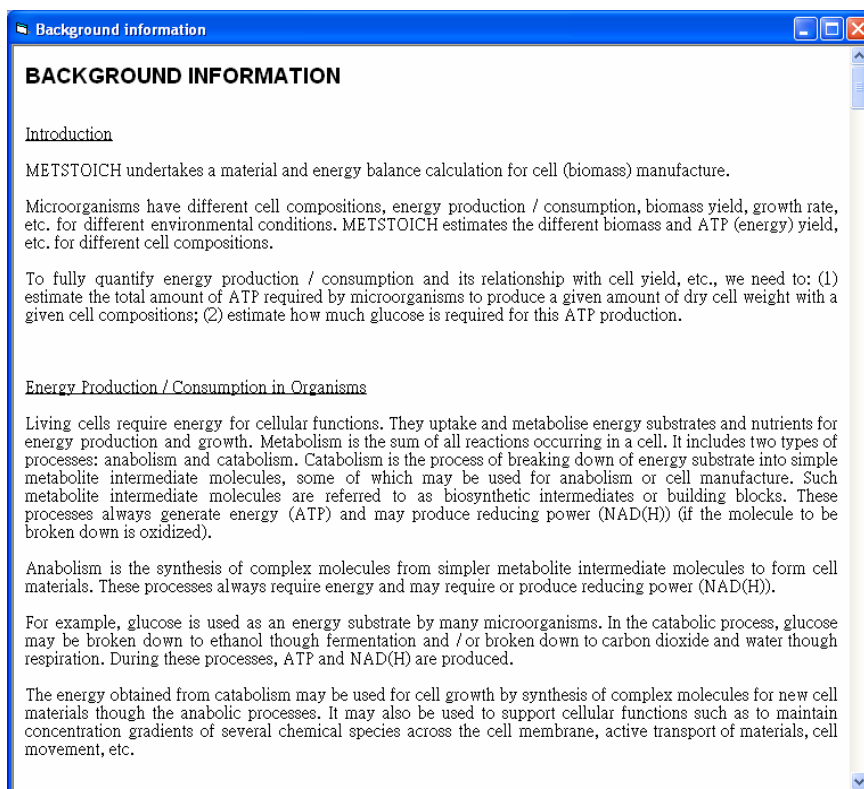 Background information
BACKGROUND INFORMATION
Introduction
METSTOICH undertakes a material and energy balance calculation for cell (biomass) manufacture.
Microorganisms have different cell compositions, energy production / consumption, biomass yield, growth rate,
etc. for different environmental conditions. METSTOICH estimates the different biomass and ATP (energy) yield,
etc. for different cell compositions.
To fully quantify energy production / consumption and its relationship with cell yield, etc., we need to: (1)
estimate the total amount of ATP required by microorganisms to produce a given amount of dry cell weight with a
given cell compositions; (2) estimate how much glucose is required for this ATP production.
Energy Production / Consumption in Organisms
Living cells require energy for cellular functions. They uptake and metabolise energy substrates and nutrients for
energy production and growth. Metabolism is the sum of all reactions occurring in a cell. It includes two types of
processes: anabolism and catabolism. Catabolism is the process of breaking down of energy substrate into simple
metabolite intermediate molecules, some of which may be used for anabolism or cell manufacture. Such
metabolite intermediate molecules are referred to as biosynthetic intermediates or building blocks. These
processes always generate energy (ATP) and may produce reducing power (NAD(H)) (if the molecule to be
broken down is oxidized).
Anabolism is the synthesis of complex molecules from simpler metabolite intermediate molecules to form cell
materials. These processes always require energy and may require or produce reducing power (NAD(H)).
For example, glucose is used as an energy substrate by many microorganisms. In the catabolic process, glucose
may be broken down to ethanol though fermentation and / or broken down to carbon dioxide and water though
respiration. During these processes, ATP and NAD(H) are produced.
The energy obtained from catabolism may be used for cell growth by synthesis of complex molecules for new cell
materials though the anabolic processes. It may also be used to support cellular functions such as to maintain
concentration gradients of several chemical species across the cell membrane, active transport of materials, cell
movement, etc.